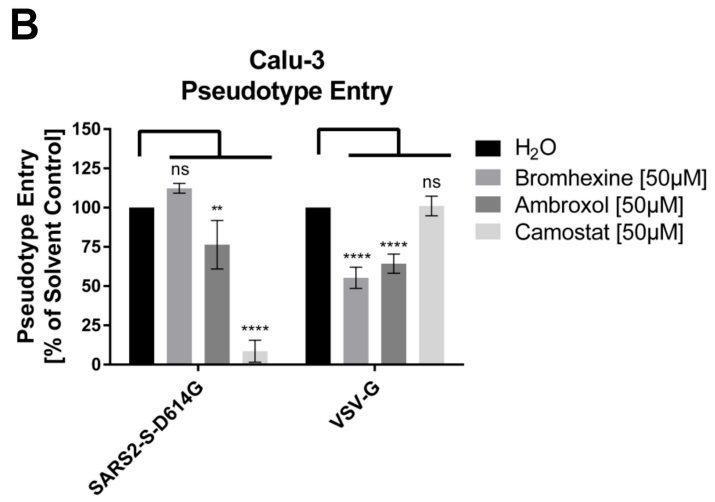 B
Calu-3
Pseudotype Entry
Pseudotype Entry
[% of Solvent Control]
150
125
100
75
50
25
0
ns
**
****
****
****
ns
SARS2-S-D614G
VSV-G
H₂O
Bromhexine [50µM]
Ambroxol [50µM]
Camostat [50µM]